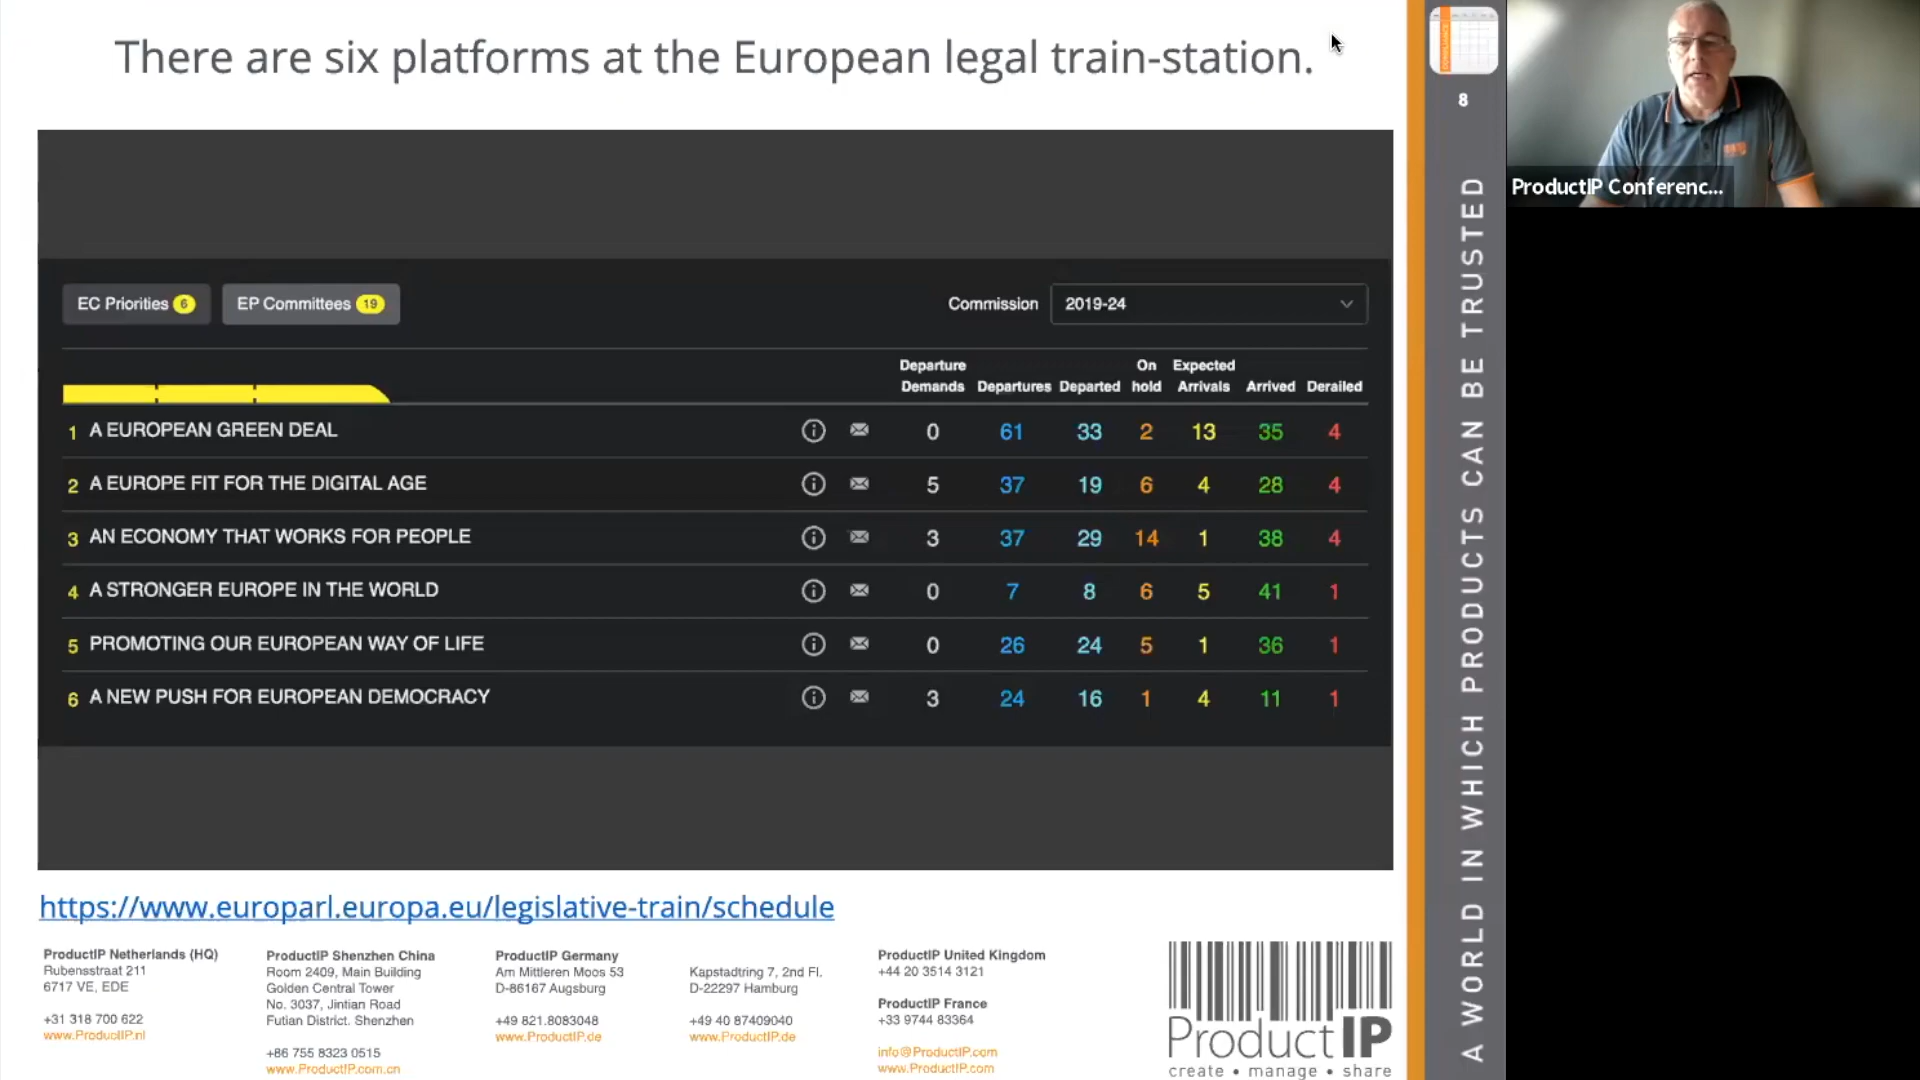 There are six platforms at the European legal train-station.
8
ProductIP Conferenc...
EC Priorities 6
EP Committees 19
Commission 2019-24
Departure Demands Departures Departed On hold Expected Arrivals Arrived Derailed
1 A EUROPEAN GREEN DEAL 0 61 33 2 13 35 4
2 A EUROPE FIT FOR THE DIGITAL AGE 5 37 19 6 4 28 4
3 AN ECONOMY THAT WORKS FOR PEOPLE 3 37 29 14 1 38 4
4 A STRONGER EUROPE IN THE WORLD 0 7 8 6 5 41 1
5 PROMOTING OUR EUROPEAN WAY OF LIFE 0 26 24 5 1 36 1
6 A NEW PUSH FOR EUROPEAN DEMOCRACY 3 24 16 1 4 11 1
https://www.europarl.europa.eu/legislative-train/schedule
ProductIP Netherlands (HQ)
Rubensstraat 211
6717 VE, EDE
+31 318 700 622
www.ProductIP.nl
ProductIP Shenzhen China
Room 2409, Main Building
Golden Central Tower
No. 3037, Jintian Road
Futian District. Shenzhen
+86 755 8323 0515
www.ProductIP.com.cn
ProductIP Germany
Am Mittleren Moos 53
D-86167 Augsburg
+49 821.8083048
www.ProductIP.de
Kapstadtring 7, 2nd Fl.
D-22297 Hamburg
+49 40 87409040
www.ProductIP.de
ProductIP United Kingdom
+44 20 3514 3121
ProductIP France
+33 9744 83364
info@ProductIP.com
www.ProductIP.com
ProductIP
create • manage • share
A WORLD IN WHICH PRODUCTS CAN BE TRUSTED